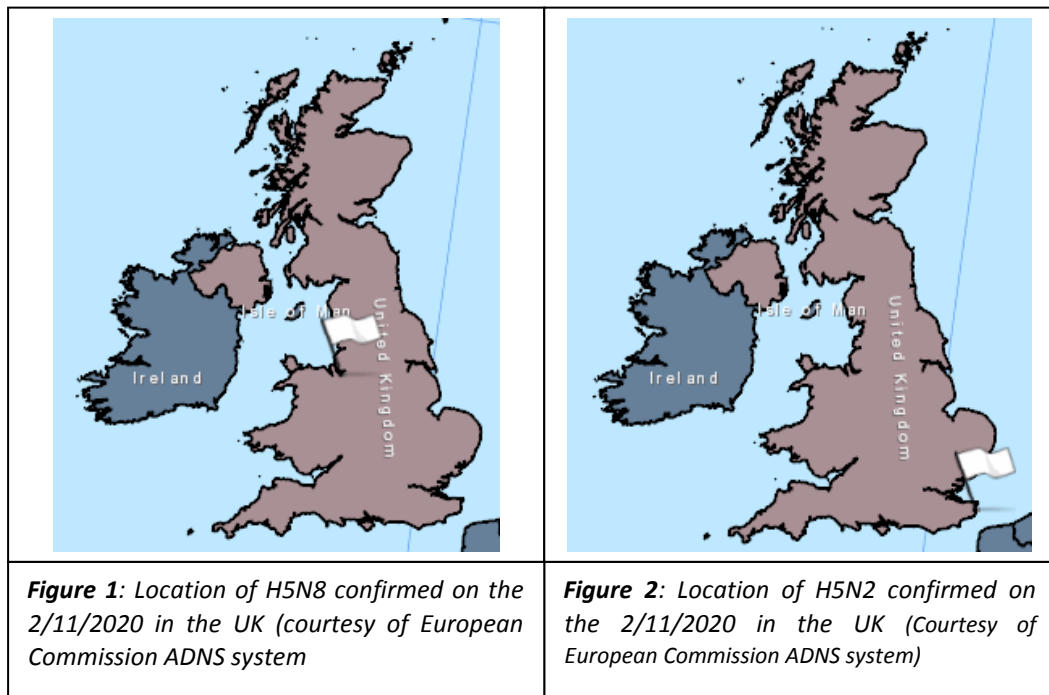 Isle of Man
United Kingdom
Ireland
Figure 1: Location of H5N8 confirmed on the
2/11/2020 in the UK (courtesy of European
Commission ADNS system
Isle of Man
United Kingdom
Ireland
Figure 2: Location of H5N2 confirmed on
the 2/11/2020 in the UK (Courtesy of
European Commission ADNS system)